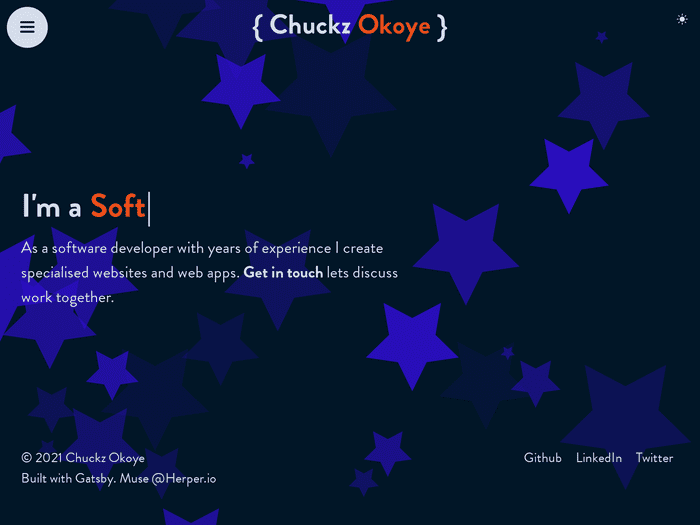 { Chuckz Okoye }
I'm a Soft
As a software developer with years of experience I create
specialised websites and web apps. Get in touch lets discuss
work together.
© 2021 Chuckz Okoye
Built with Gatsby. Muse @Herper.io
Github LinkedIn Twitter